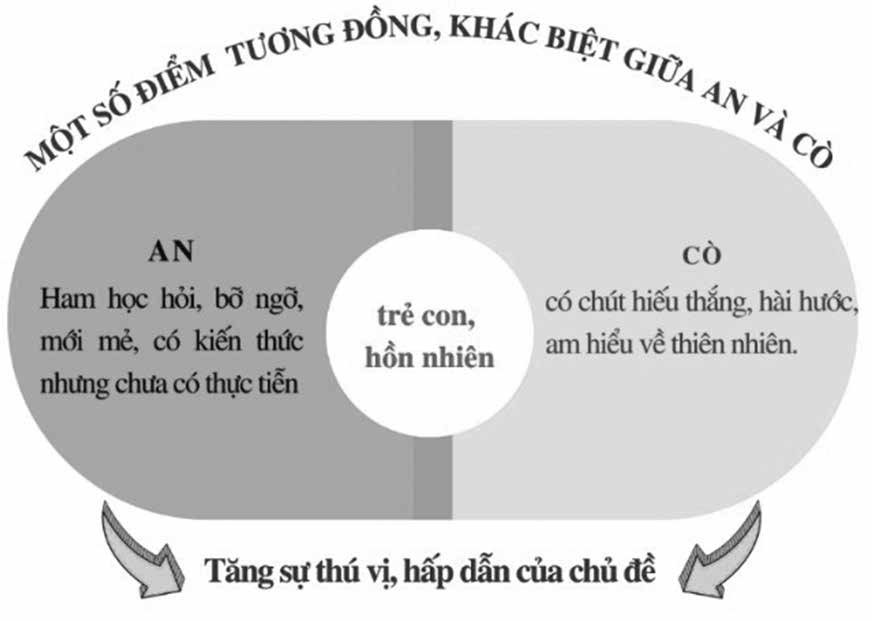 MỘT SỐ ĐIỂM TƯƠNG ĐỒNG, KHÁC BIỆT GIỮA AN VÀ CÒ
AN
Ham học hỏi, bỡ ngỡ,
mới mẻ, có kiến thức
nhưng chưa có thực tiễn
trẻ con,
hồn nhiên
CÒ
có chút hiếu thắng, hài hước,
am hiểu về thiên nhiên.
Tăng sự thú vị, hấp dẫn của chủ đề